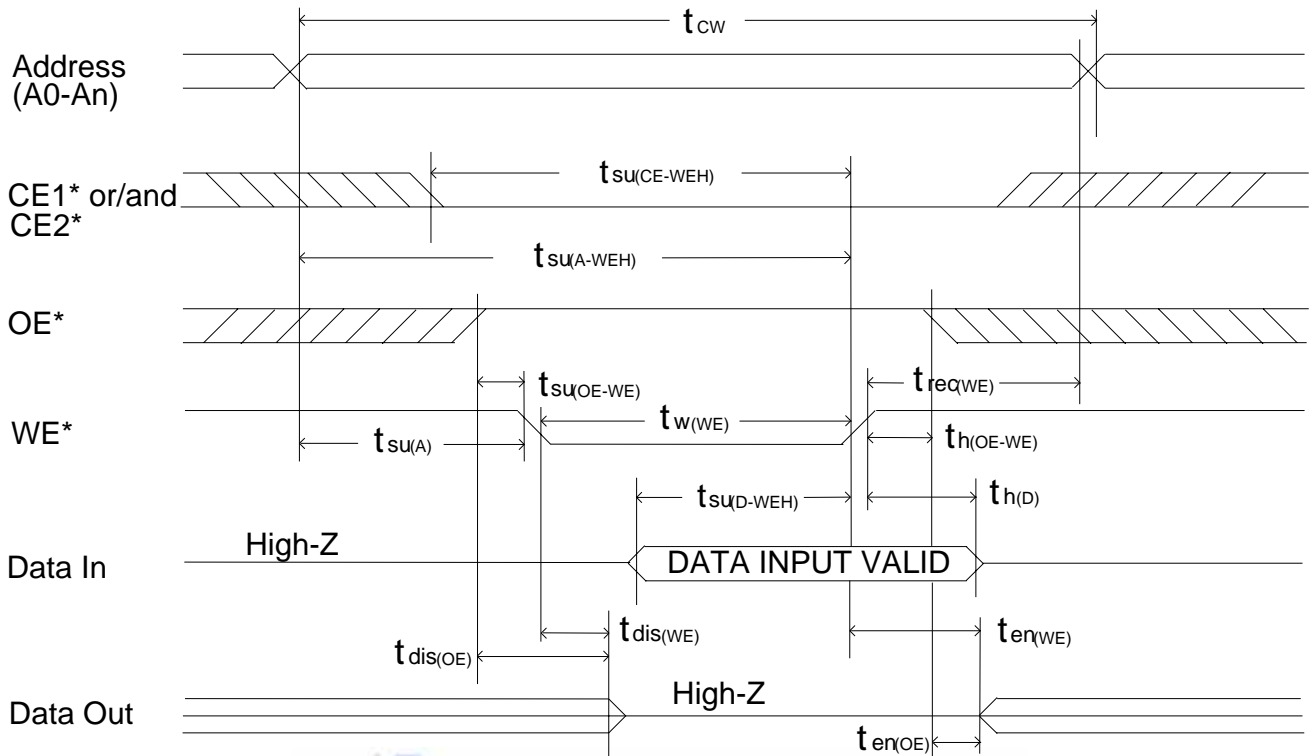 tCW
Address
(A0-An)
tsu(CE-WEH)
CE1* or/and
CE2*
tsu(A-WEH)
OE*
tsu(OE-WE)
trec(WE)
WE*
tw(WE)
tsu(A)
th(OE-WE)
tsu(D-WEH)
th(D)
High-Z
Data In
DATA INPUT VALID
tdis(WE)
ten(WE)
tdis(OE)
High-Z
Data Out
ten(OE)